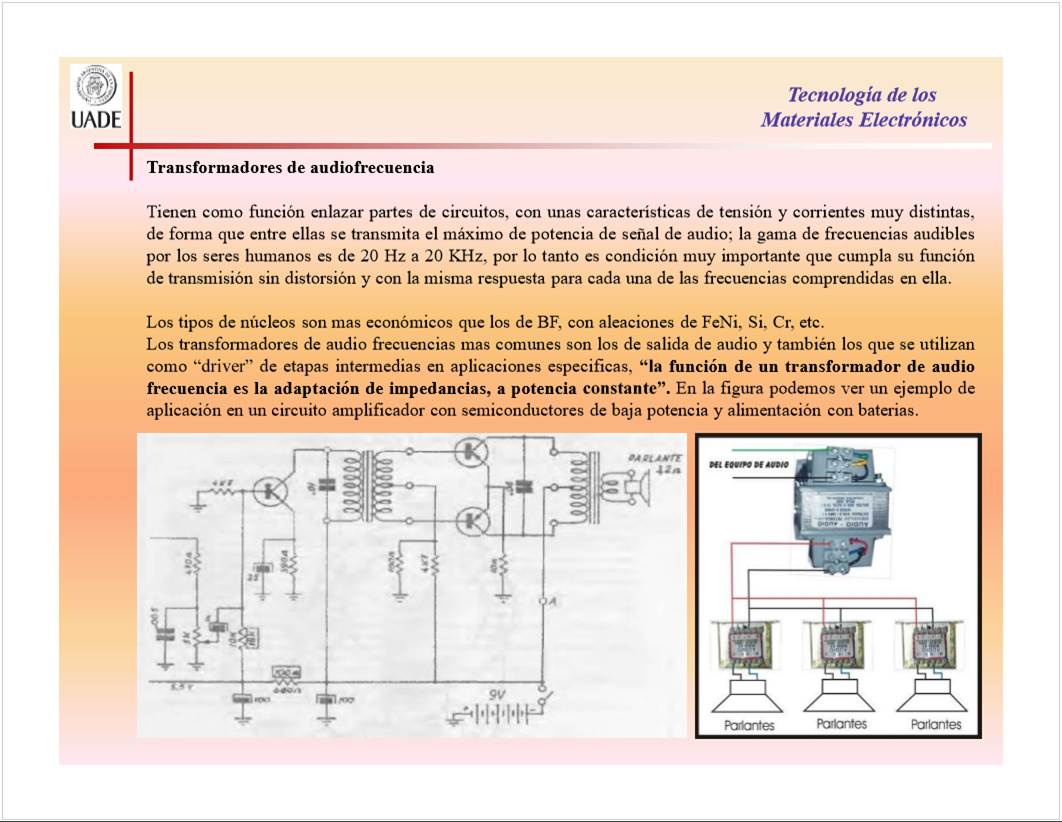 UADE
Tecnología de los
Materiales Electrónicos
Transformadores de audiofrecuencia
Tienen como función enlazar partes de circuitos, con unas características de tensión y corrientes muy distintas,
de forma que entre ellas se transmita el máximo de potencia de señal de audio; la gama de frecuencias audibles
por los seres humanos es de 20 Hz a 20 KHz, por lo tanto es condición muy importante que cumpla su función
de transmisión sin distorsión y con la misma respuesta para cada una de las frecuencias comprendidas en ella.
Los tipos de núcleos son mas económicos que los de BF, con aleaciones de FeNi, Si, Cr, etc.
Los transformadores de audio frecuencias mas comunes son los de salida de audio y también los que se utilizan
como “driver” de etapas intermedias en aplicaciones especificas, “la función de un transformador de audio
frecuencia es la adaptación de impedancias, a potencia constante”. En la figura podemos ver un ejemplo de
aplicación en un circuito amplificador con semiconductores de baja potencia y alimentación con baterias.
PARLANTE
4K7
470Ω
5K
10K
100
680Ω
100
4K7
A
9V
DEL EQUIPO DE AUDIO
Parlantes
Parlantes
Parlantes